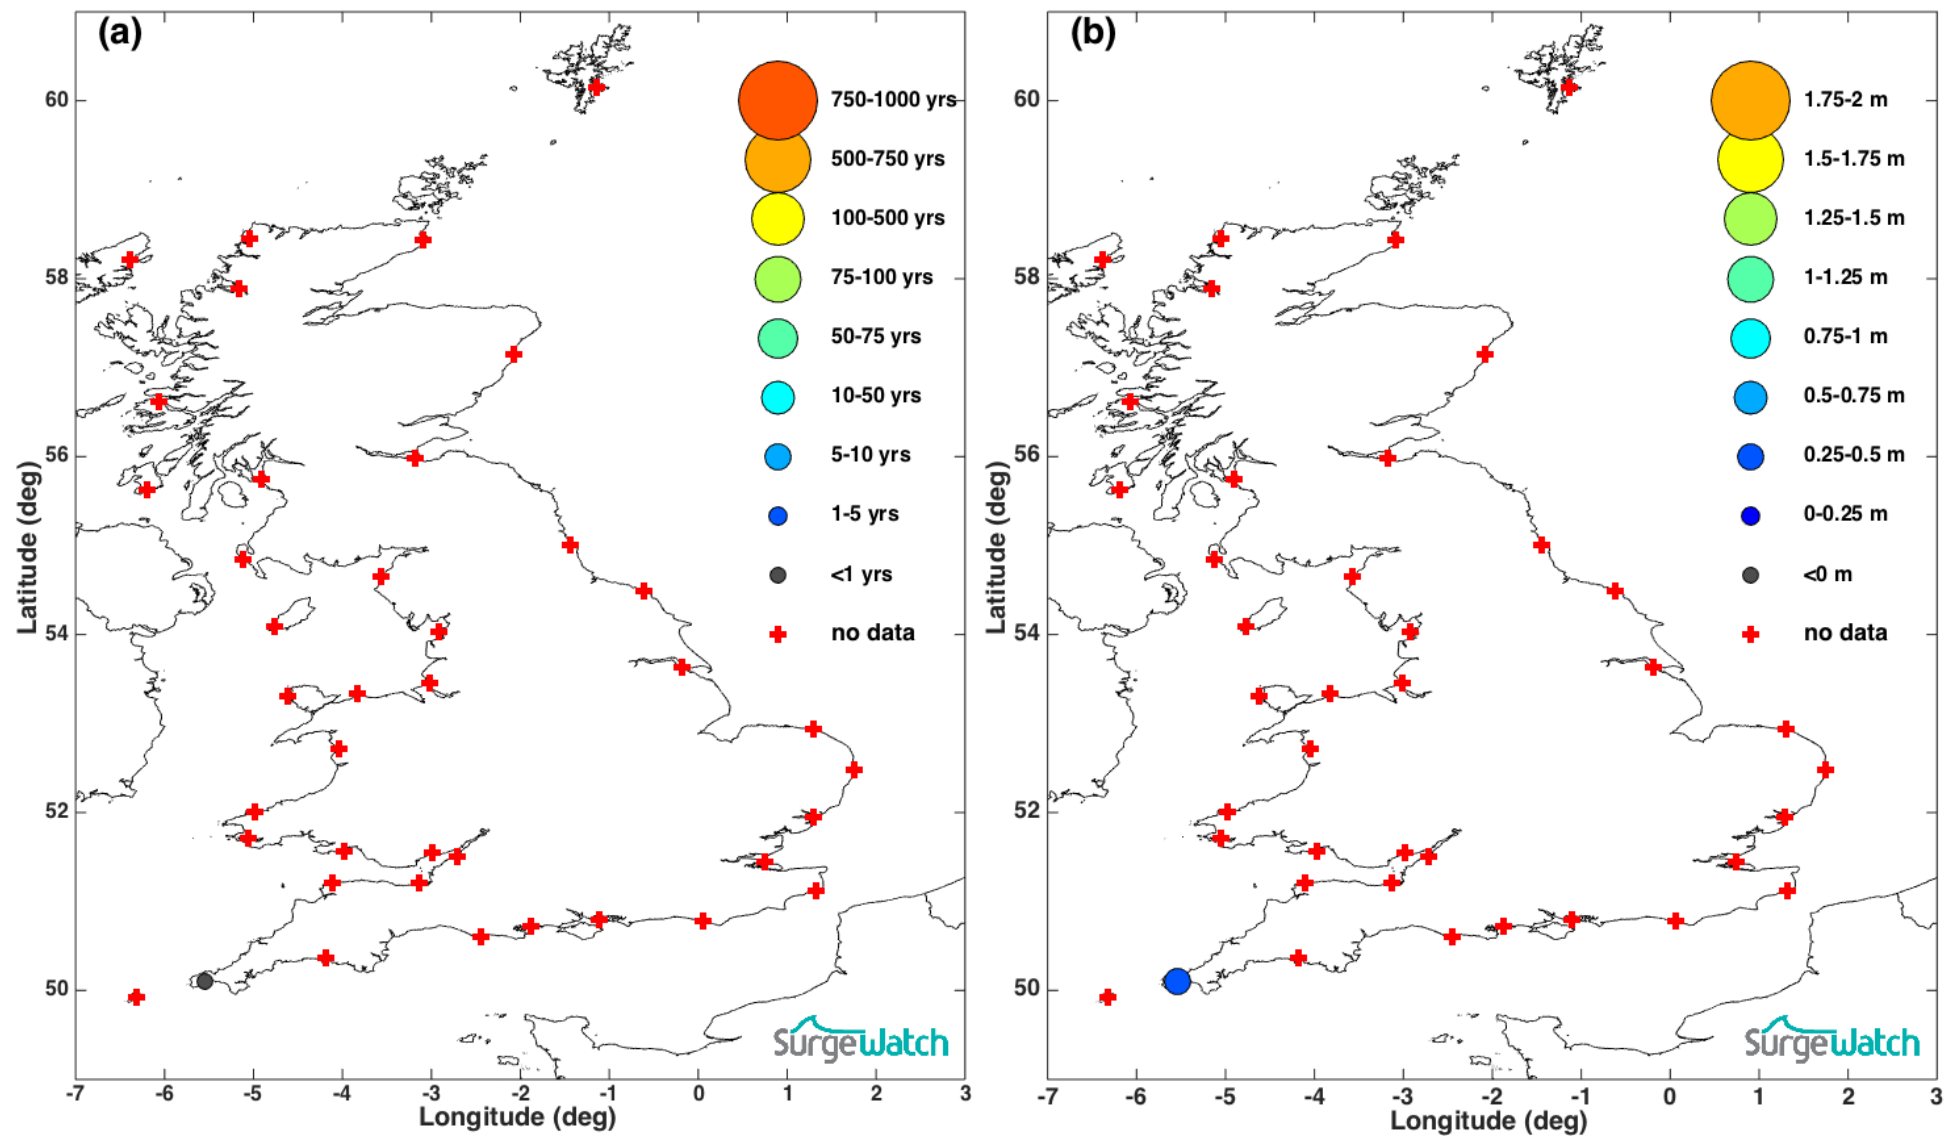 (a)
750-1000 yrs
500-750 yrs
100-500 yrs
75-100 yrs
50-75 yrs
10-50 yrs
5-10 yrs
1-5 yrs
<1 yrs
no data
60
58
56
54
52
50
Latitude (deg)
-7 -6 -5 -4 -3 -2 -1 0 1 2 3
Longitude (deg)
SurgeWatch
(b)
1.75-2 m
1.5-1.75 m
1.25-1.5 m
1-1.25 m
0.75-1 m
0.5-0.75 m
0.25-0.5 m
0-0.25 m
<0 m
no data
60
58
56
54
52
50
Latitude (deg)
-7 -6 -5 -4 -3 -2 -1 0 1 2 3
Longitude (deg)
SurgeWatch